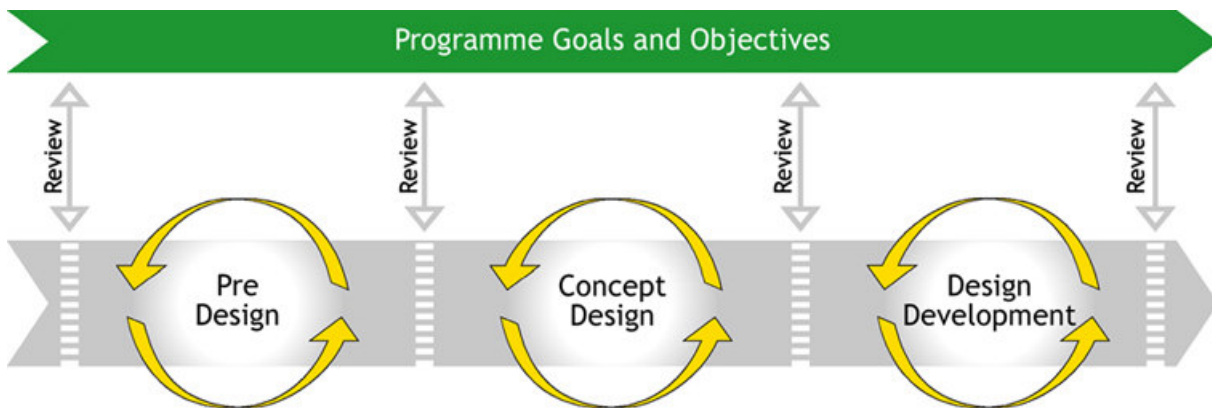 Programme Goals and Objectives
Review
Review
Review
Review
Pre
Design
Concept
Design
Design
Development